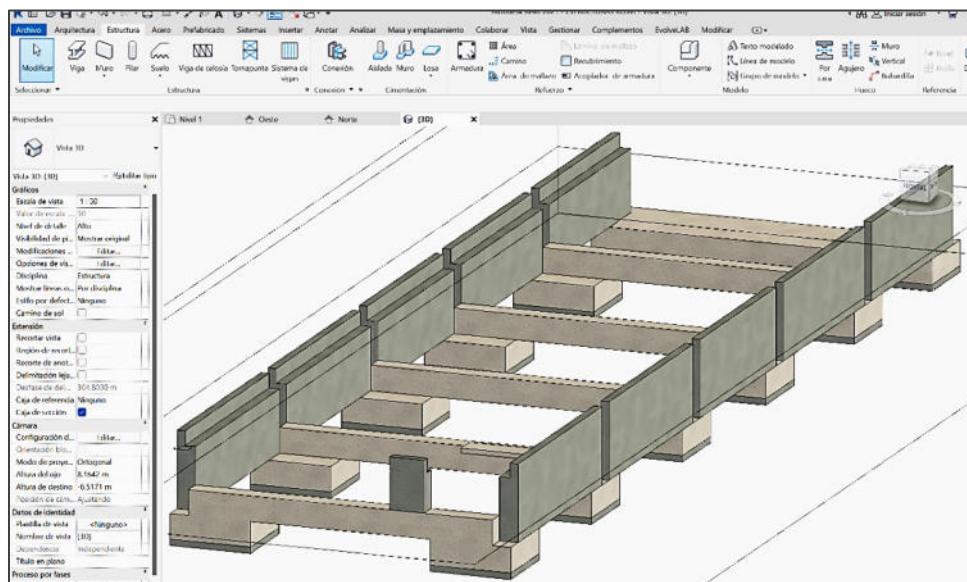 Archivo Arquitectura Estructura Acero Prefabricado Sistemas Insertar Anotar Analizar Masa y emplazamiento Colaborar Vista Gestionar Complementos EvolveLAB Modificar
Iniciar sesión
Modificar Viga Muro Pilar Suelo Viga de celosía Tornapunta Sistema de vigas Conexión Aislada Muro Losa Armadura
Área
Camino
Área de mallazo
Recubrimiento
Acoplador de armadura
Componente
Texto modelado
Línea de modelo
Grupo de modelo
Por cara
Agujero
Muro
Vertical
Buhardilla
Seleccionar Estructura Conexión Cimentación Refuerzo Modelo Hueco Referencia
Propiedades
Nivel 1 Oeste Norte {3D}
Vista 3D
Vista 3D: {3D} Editar tipo
Gráficos
Escala de vista 1 : 50
Valor de escala ... 50
Nivel de detalle Alto
Visibilidad de pi... Mostrar original
Modificaciones ... Editar...
Opciones de vis... Editar...
Disciplina Estructura
Mostrar líneas o... Por disciplina
Estilo por defect... Ninguno
Camino de sol
Extensión
Recortar vista
Región de recort...
Recorte de anot...
Delimitación leja...
Desfase de deli... 304.8000 m
Caja de referencia Ninguno
Caja de sección
Cámara
Configuración d... Editar...
Modo de proye... Ortogonal
Altura del ojo 8.1642 m
Altura de destino -6.5171 m
Posición de cám... Ajustando
Datos de identidad
Plantilla de vista <Ninguno>
Nombre de vista {3D}
Dependencia Independiente
Título en plano
Proceso por fases